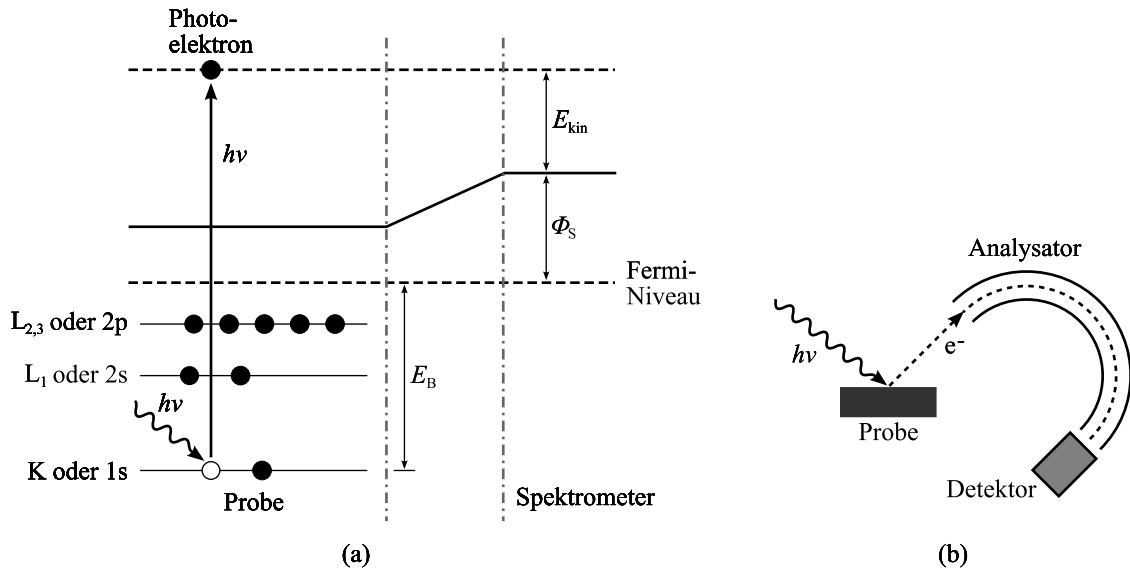 Photo-
elektron
hν
E_kin
Φ_S
Fermi-
Niveau
L_2,3 oder 2p
L_1 oder 2s
E_B
hν
K oder 1s
Probe
Spektrometer
(a)
Analysator
hν
e⁻
Probe
Detektor
(b)